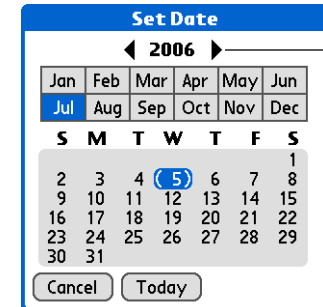 Set Date
2006
Jan Feb Mar Apr May Jun
Jul Aug Sep Oct Nov Dec
S M T W T F S
1
2 3 4 (5) 6 7 8
9 10 11 12 13 14 15
16 17 18 19 20 21 22
23 24 25 26 27 28 29
30 31
Cancel Today